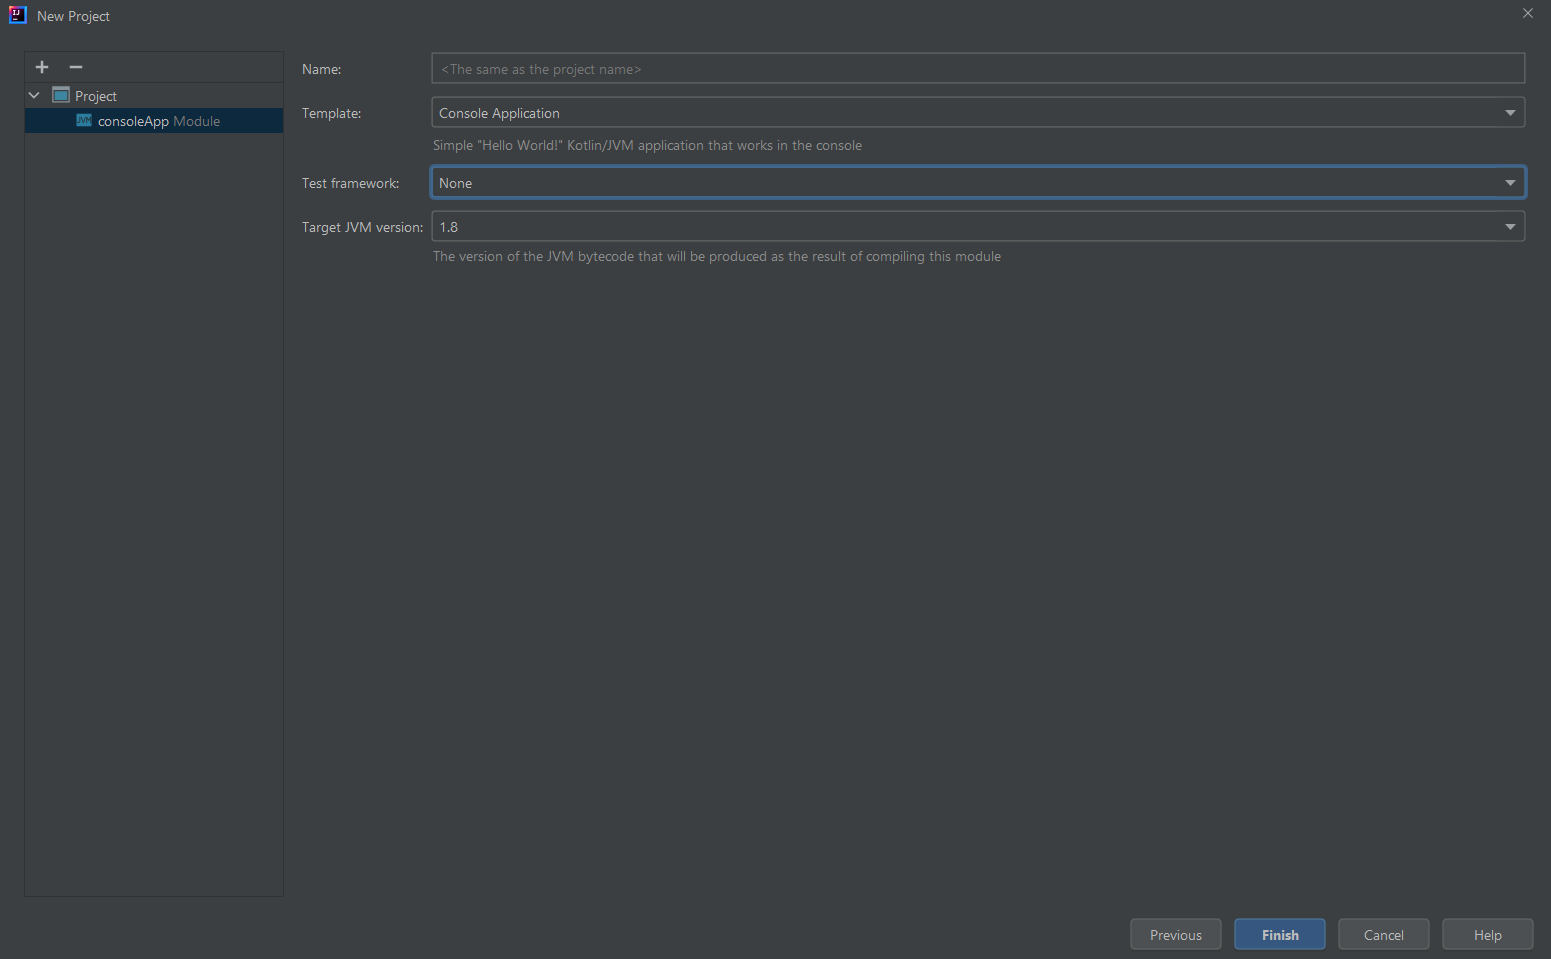 New Project
Project
consoleApp Module
Name: <The same as the project name>
Template: Console Application
Simple "Hello World!" Kotlin/JVM application that works in the console
Test framework: None
Target JVM version: 1.8
The version of the JVM bytecode that will be produced as the result of compiling this module
Previous Finish Cancel Help